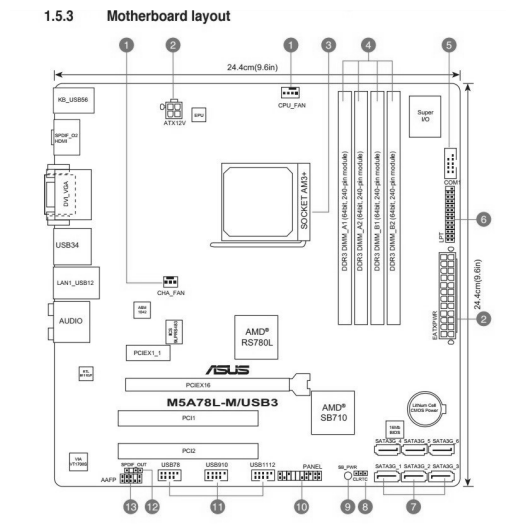 1.5.3 Motherboard layout
1 2 1 3 4 5
24.4cm(9.6in)
KB_USB56
ATX12V
EPU
CPU_FAN
Super
I/O
SPDIF_O2
HDMI
DVI_VGA
USB34
LAN1_USB12
AUDIO
SOCKET AM3+
DDR3 DIMM_A1 (64bit, 240-pin module)
DDR3 DIMM_A2 (64bit, 240-pin module)
DDR3 DIMM_B1 (64bit, 240-pin module)
DDR3 DIMM_B2 (64bit, 240-pin module)
COM1
LPT
6
EATXPWR
2
24.4cm(9.6in)
CHA_FAN
ICS
PCIEX1_1
AMD®
RS780L
RTL
8111F
/SUS
PCIEX16
M5A78L-M/USB3
PCI1
PCI2
AMD®
SB710
Lithium Cell
CMOS Power
16Mb
BIOS
SATA3G_4 SATA3G_5 SATA3G_6
SATA3G_1 SATA3G_2 SATA3G_3
VIA
VT1708S
SPDIF_OUT
AAFP
USB78 USB910 USB1112
PANEL
SB_PWR
CLRTC
13 12 11 10 9 8 7